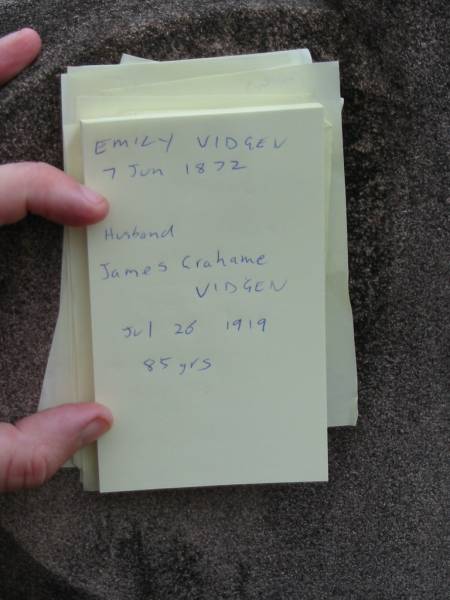 EMILY VIDGEN
7 Jun 1872
Husband
James Grahame
VIDGEN
Jul 26 1919
85 yrs